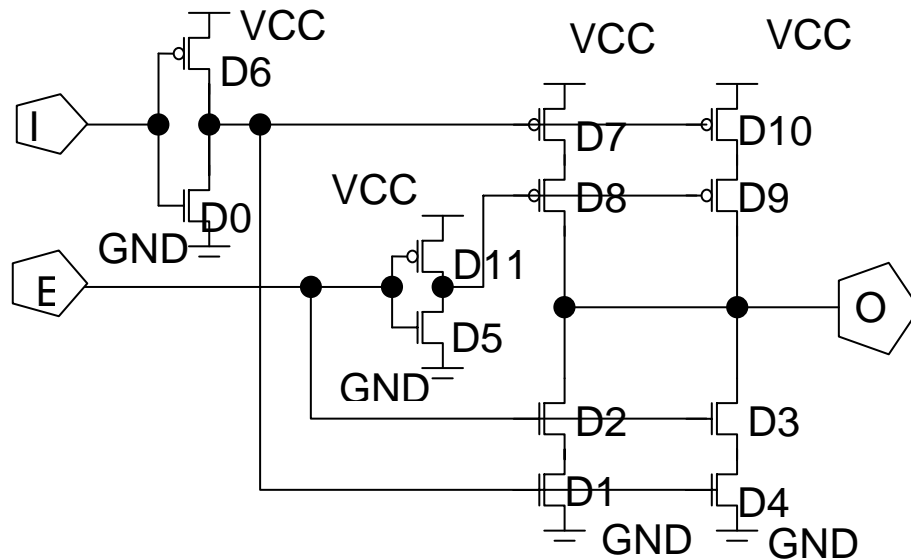 VCC
VCC
VCC
D6
I
D7
D10
VCC
D8
D9
D0
GND
D11
E
O
D5
GND
D2
D3
D1
D4
GND
GND